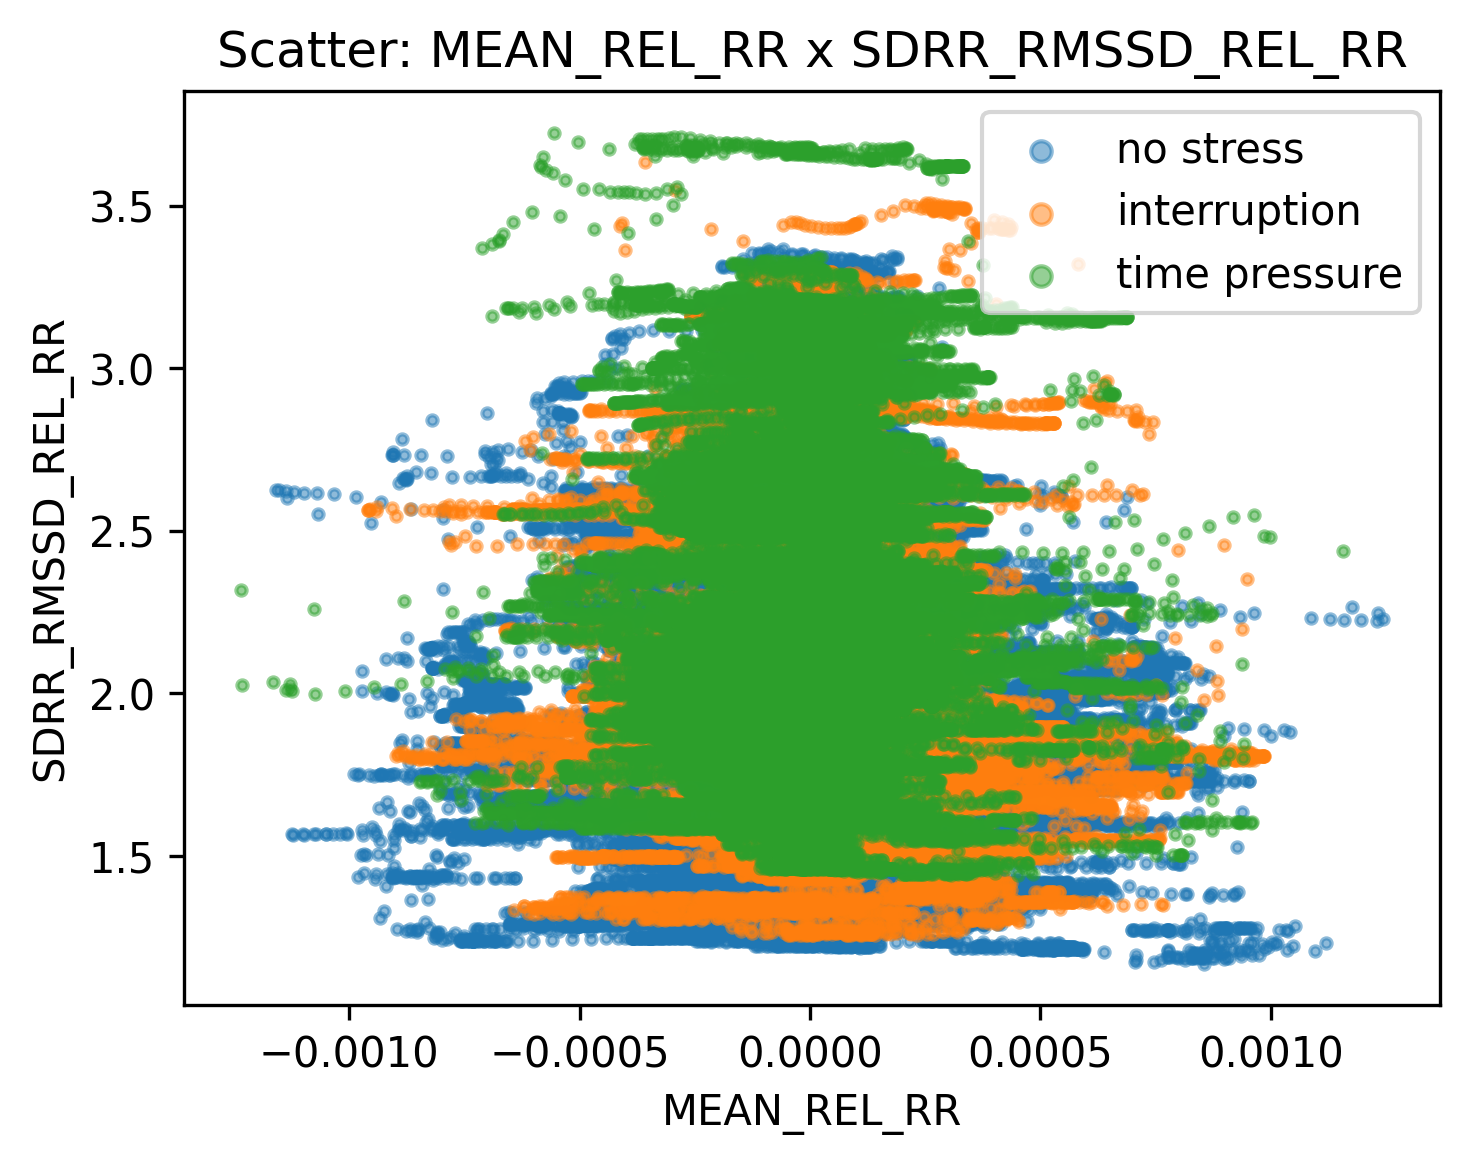 Scatter: MEAN_REL_RR x SDRR_RMSSD_REL_RR
no stress
interruption
time pressure
SDRR_RMSSD_REL_RR
3.5
3.0
2.5
2.0
1.5
−0.0010 −0.0005 0.0000 0.0005 0.0010
MEAN_REL_RR